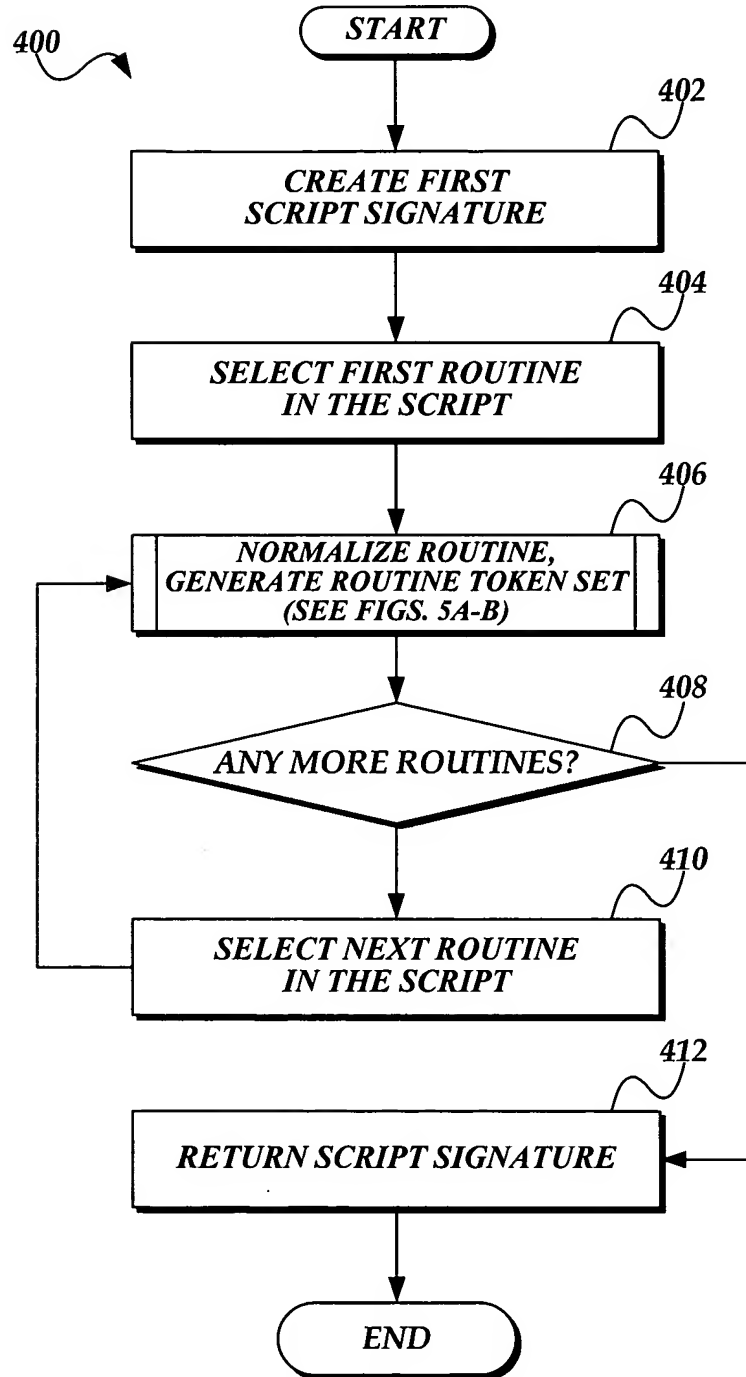 START
400
402
CREATE FIRST
SCRIPT SIGNATURE
404
SELECT FIRST ROUTINE
IN THE SCRIPT
406
NORMALIZE ROUTINE,
GENERATE ROUTINE TOKEN SET
(SEE FIGS. 5A-B)
408
ANY MORE ROUTINES?
410
SELECT NEXT ROUTINE
IN THE SCRIPT
412
RETURN SCRIPT SIGNATURE
END